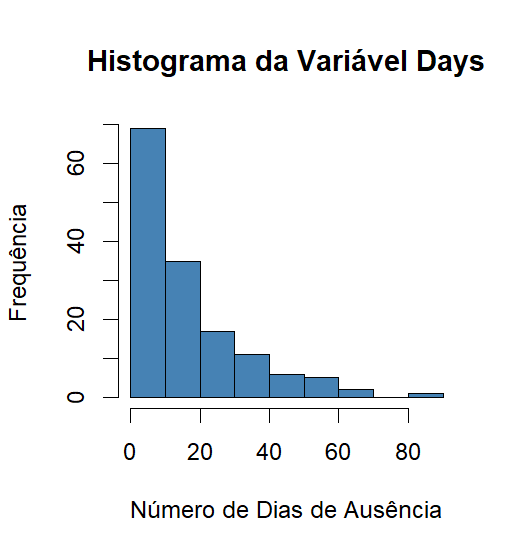 Histograma da Variável Days
Frequência
60
40
20
0
0 20 40 60 80
Número de Dias de Ausência